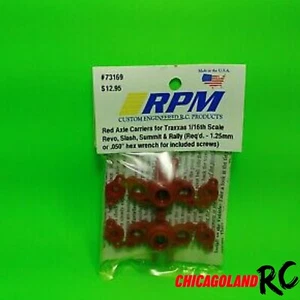 #73169
$12.95
Made in the U.S.A.
RPM
CUSTOM ENGINEERED R.C. PRODUCTS
Red Axle Carriers for Traxxas 1/16th Scale
Revo, Slash, Summit & Rally (Req'd. - 1.25mm
or .050" hex wrench for included screws)
CHICAGOLAND RC